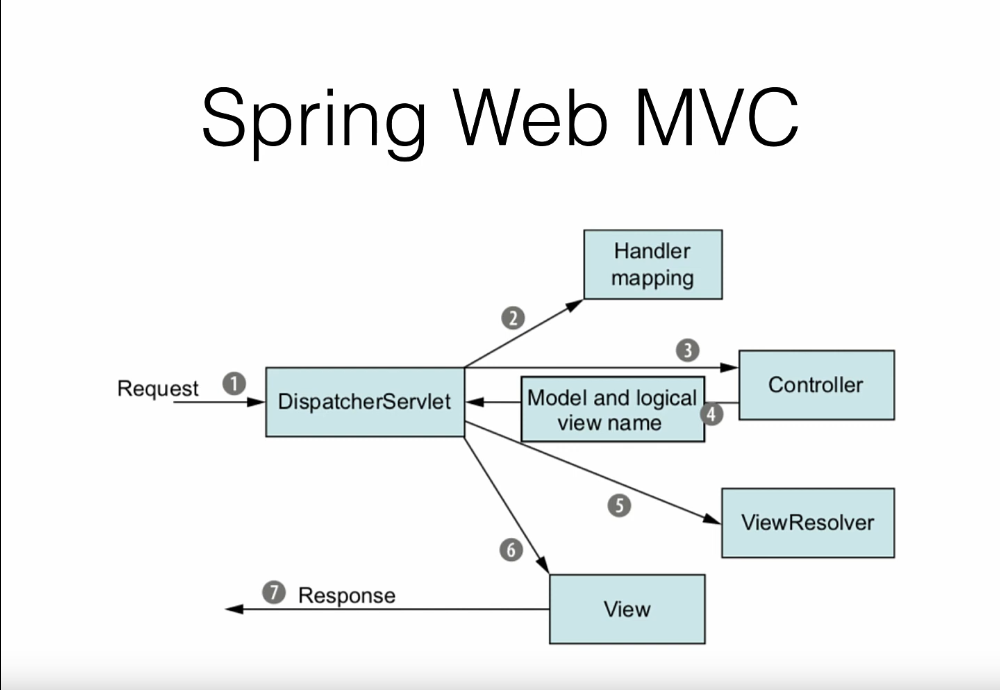 Spring Web MVC
Handler
mapping
2
3
Request
1
DispatcherServlet
Model and logical
view name
4
Controller
5
ViewResolver
6
7
Response
View